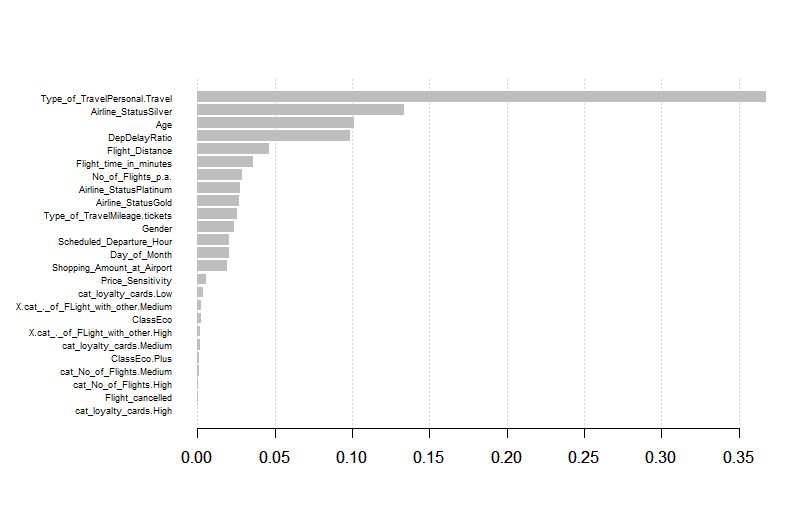 Type_of_TravelPersonal.Travel
Airline_StatusSilver
Age
DepDelayRatio
Flight_Distance
Flight_time_in_minutes
No_of_Flights_p.a.
Airline_StatusPlatinum
Airline_StatusGold
Type_of_TravelMileage.tickets
Gender
Scheduled_Departure_Hour
Day_of_Month
Shopping_Amount_at_Airport
Price_Sensitivity
cat_loyalty_cards.Low
X.cat_._of_FLight_with_other.Medium
ClassEco
X.cat_._of_FLight_with_other.High
cat_loyalty_cards.Medium
ClassEco.Plus
cat_No_of_Flights.Medium
cat_No_of_Flights.High
Flight_cancelled
cat_loyalty_cards.High
0.00 0.05 0.10 0.15 0.20 0.25 0.30 0.35